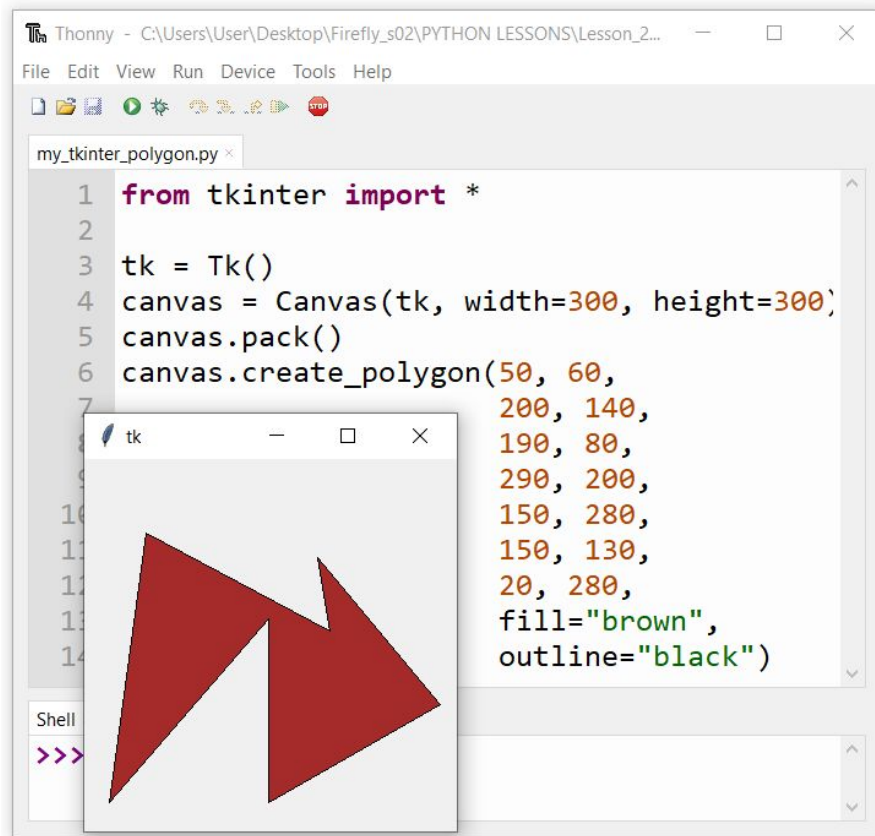 Thonny - C:\Users\User\Desktop\Firefly_s02\PYTHON LESSONS\Lesson_2...
File Edit View Run Device Tools Help
STOP
my_tkinter_polygon.py ×
1 from tkinter import *
2
3 tk = Tk()
4 canvas = Canvas(tk, width=300, height=300)
5 canvas.pack()
6 canvas.create_polygon(50, 60,
200, 140,
190, 80,
290, 200,
150, 280,
150, 130,
20, 280,
fill="brown",
outline="black")
tk
Shell
>>>